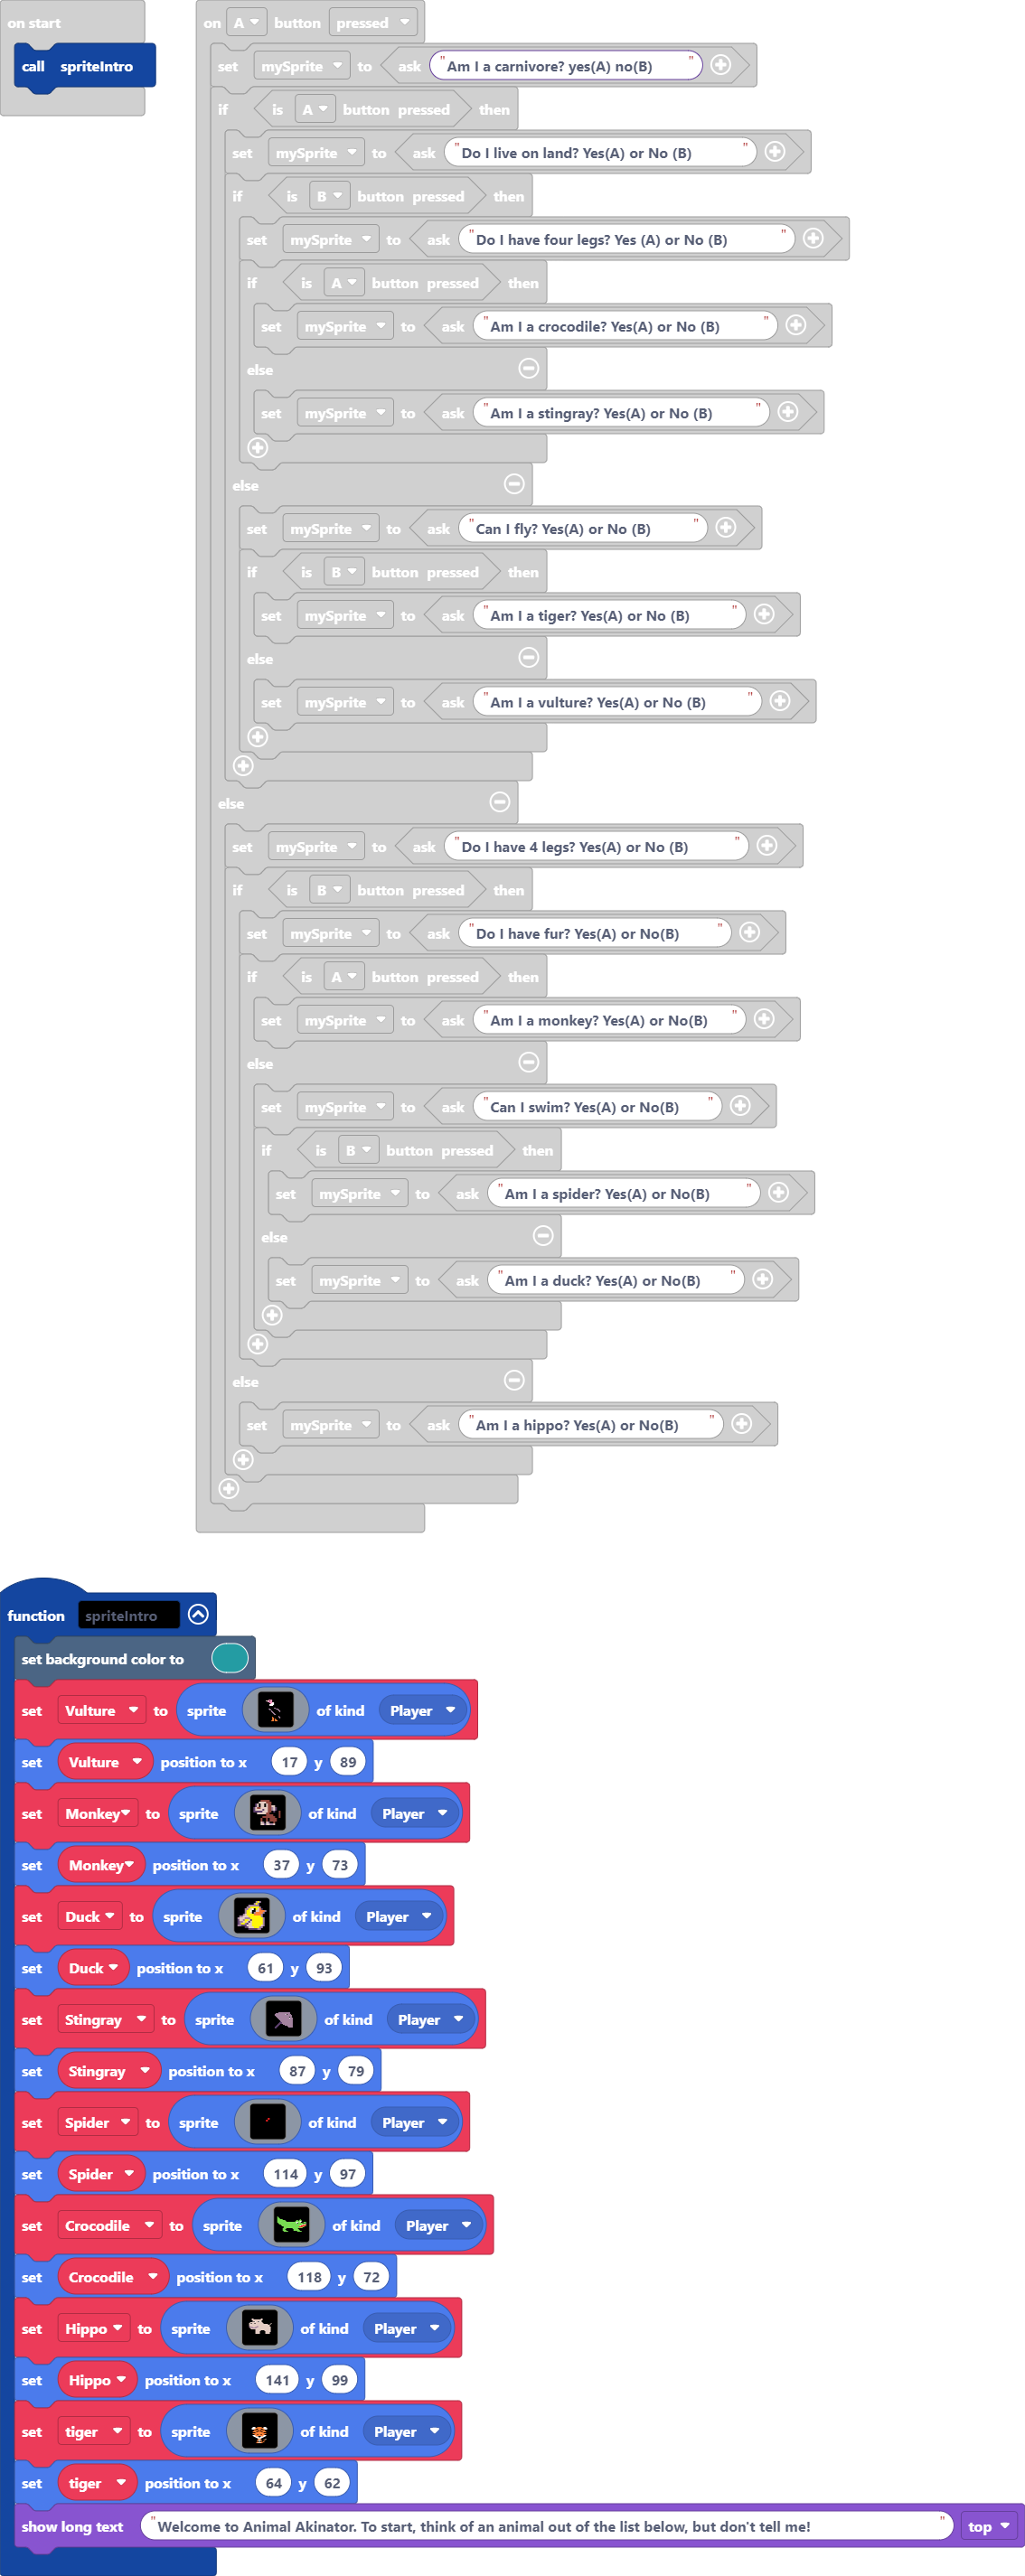 on start
call spriteIntro
on A button pressed
set mySprite to ask "Am I a carnivore? yes(A) no(B) "
if is A button pressed then
set mySprite to ask "Do I live on land? Yes(A) or No (B) "
if is B button pressed then
set mySprite to ask "Do I have four legs? Yes (A) or No (B) "
if is A button pressed then
set mySprite to ask "Am I a crocodile? Yes(A) or No (B) "
else
set mySprite to ask "Am I a stingray? Yes(A) or No (B) "
else
set mySprite to ask "Can I fly? Yes(A) or No (B) "
if is B button pressed then
set mySprite to ask "Am I a tiger? Yes(A) or No (B) "
else
set mySprite to ask "Am I a vulture? Yes(A) or No (B) "
else
set mySprite to ask "Do I have 4 legs? Yes(A) or No (B) "
if is B button pressed then
set mySprite to ask "Do I have fur? Yes(A) or No(B) "
if is A button pressed then
set mySprite to ask "Am I a monkey? Yes(A) or No(B) "
else
set mySprite to ask "Can I swim? Yes(A) or No(B) "
if is B button pressed then
set mySprite to ask "Am I a spider? Yes(A) or No(B) "
else
set mySprite to ask "Am I a duck? Yes(A) or No(B) "
else
set mySprite to ask "Am I a hippo? Yes(A) or No(B) "
function spriteIntro
set background color to
set Vulture to sprite of kind Player
set Vulture position to x 17 y 89
set Monkey to sprite of kind Player
set Monkey position to x 37 y 73
set Duck to sprite of kind Player
set Duck position to x 61 y 93
set Stingray to sprite of kind Player
set Stingray position to x 87 y 79
set Spider to sprite of kind Player
set Spider position to x 114 y 97
set Crocodile to sprite of kind Player
set Crocodile position to x 118 y 72
set Hippo to sprite of kind Player
set Hippo position to x 141 y 99
set tiger to sprite of kind Player
set tiger position to x 64 y 62
show long text "Welcome to Animal Akinator. To start, think of an animal out of the list below, but don't tell me! " top